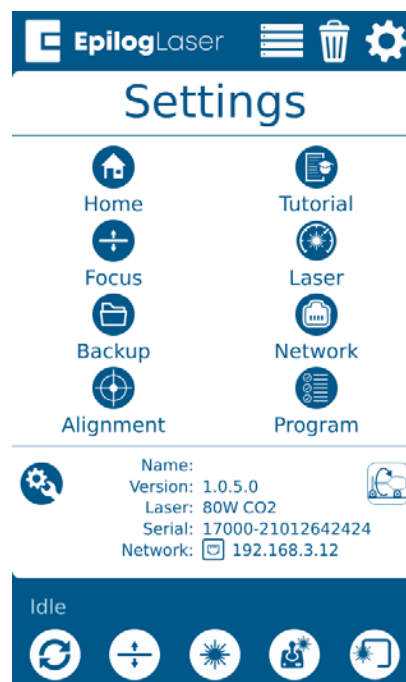 EpilogLaser
Settings
Home
Tutorial
Focus
Laser
Backup
Network
Alignment
Program
Name:
Version: 1.0.5.0
Laser: 80W CO2
Serial: 17000-21012642424
Network: 192.168.3.12
Idle